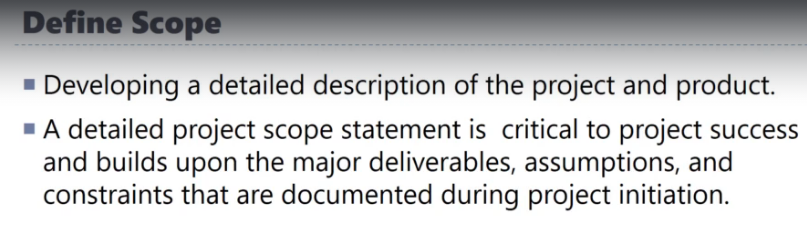 Define Scope
Developing a detailed description of the project and product.
A detailed project scope statement is critical to project success
and builds upon the major deliverables, assumptions, and
constraints that are documented during project initiation.